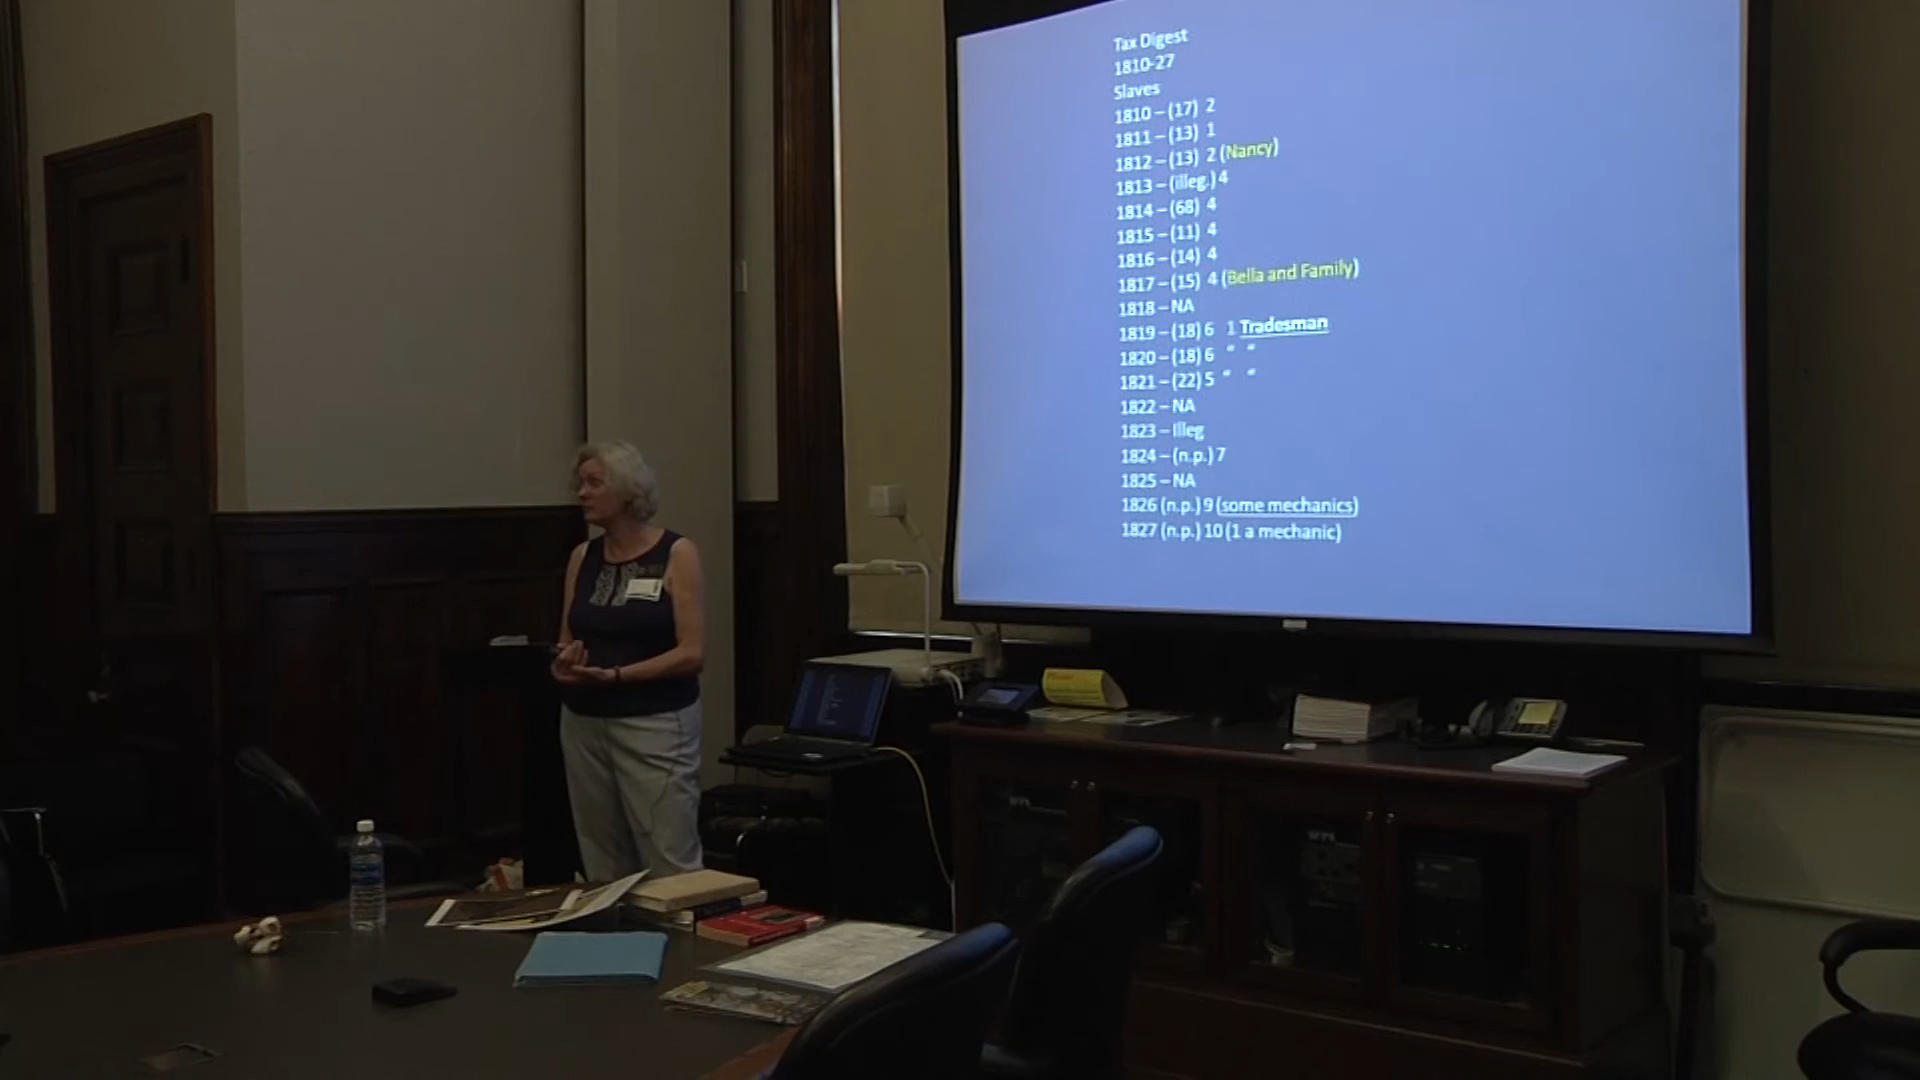 Tax Digest
1810-27
Slaves
1810 – (17) 2
1811 – (13) 1
1812 – (13) 2 (Nancy)
1813 – (illeg.) 4
1814 – (68) 4
1815 – (11) 4
1816 – (14) 4
1817 – (15) 4 (Bella and Family)
1818 – NA
1819 – (18) 6 1 Tradesman
1820 – (18) 6 “ “
1821 – (22) 5 “ “
1822 – NA
1823 – Illeg
1824 – (n.p.) 7
1825 – NA
1826 (n.p.) 9 (some mechanics)
1827 (n.p.) 10 (1 a mechanic)